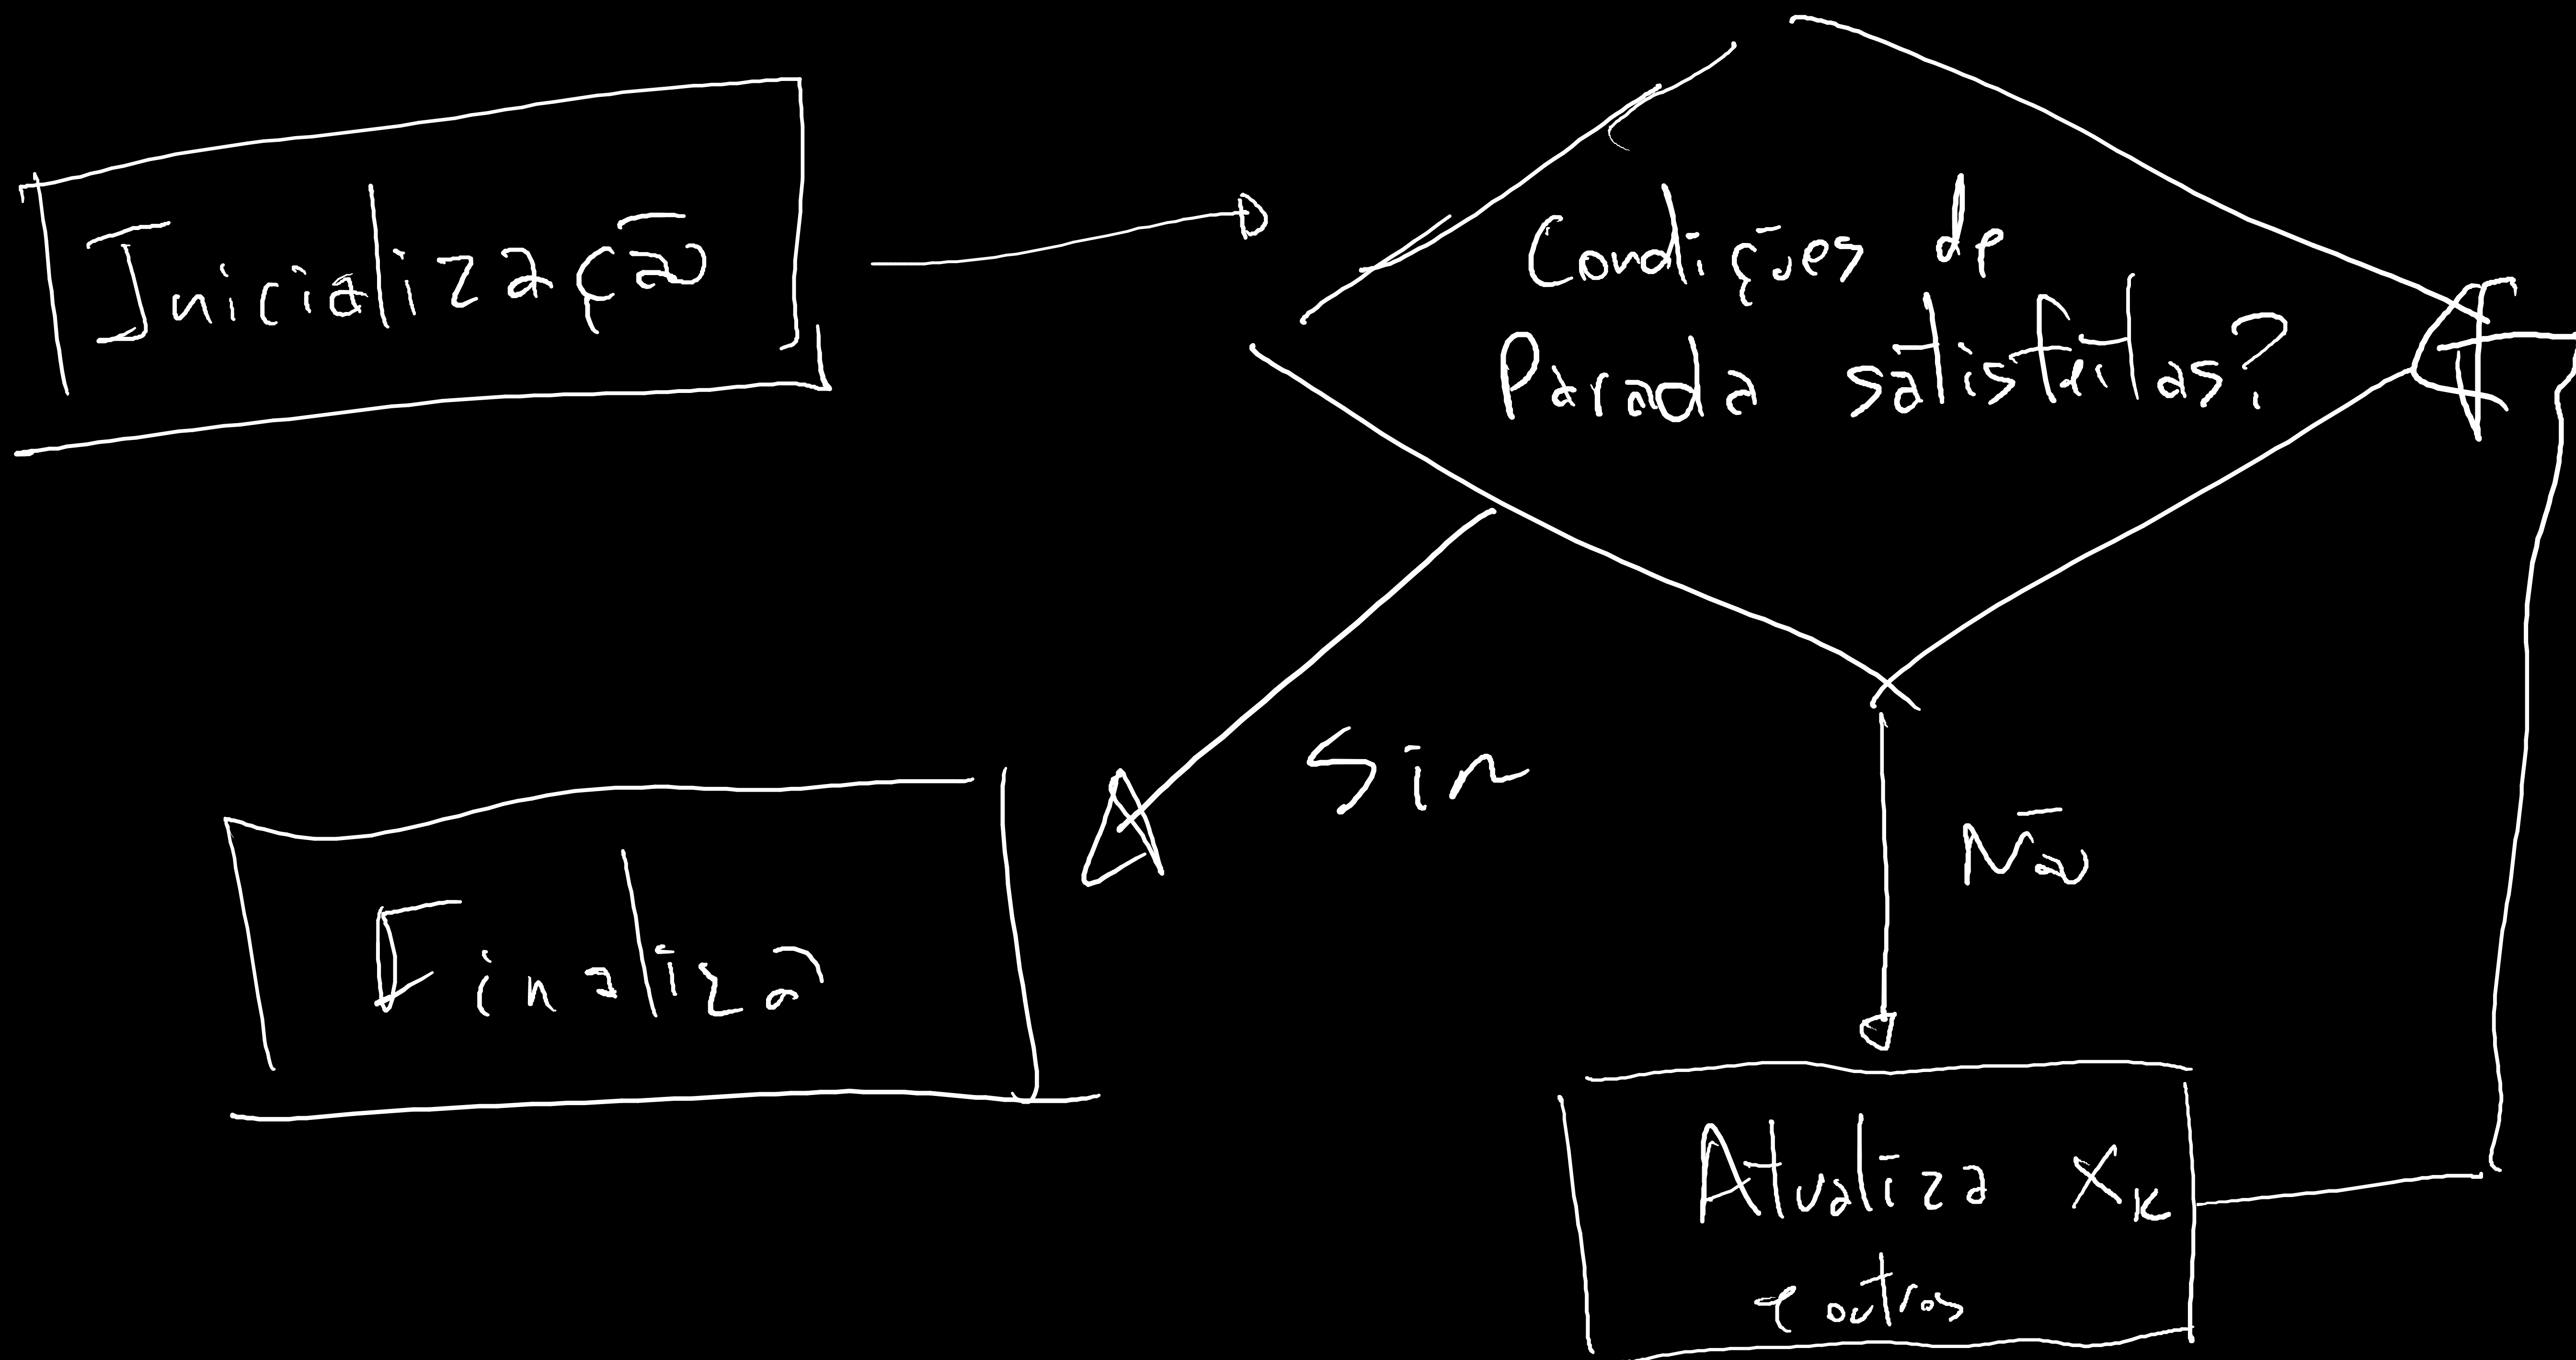 Inicialização
Condições de
Parada satisfeitas?
Sim
Não
Finaliza
Atualiza xₖ
e outros